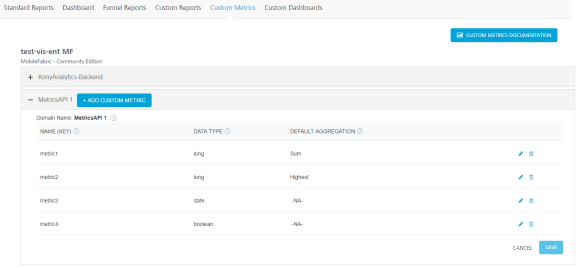 Standard Reports Dashboard Funnel Reports Custom Reports Custom Metrics Custom Dashboards
CUSTOM METRICS DOCUMENTATION
test-vis-ent MF
MobileFabric - Community Edition
+ KonyAnalytics-Backend
− MetricsAPI 1 + ADD CUSTOM METRIC
Domain Name: MetricsAPI 1 ?
NAME (KEY) ? DATA TYPE ? DEFAULT AGGREGATION ?
metric1 long Sum
metric2 long Highest
metric3 date -NA-
metric4 boolean -NA-
CANCEL SAVE